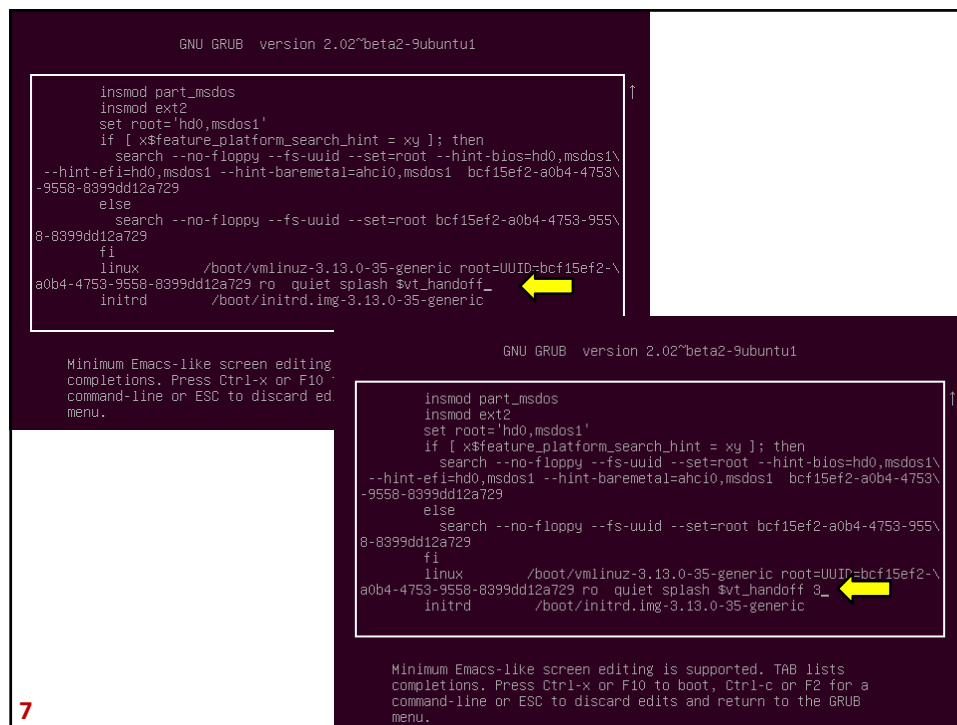 GNU GRUB version 2.02~beta2-9ubuntu1
insmod part_msdos
insmod ext2
set root='hd0,msdos1'
if [ x$feature_platform_search_hint = xy ]; then
search --no-floppy --fs-uuid --set=root --hint-bios=hd0,msdos1\
--hint-efi=hd0,msdos1 --hint-baremetal=ahci0,msdos1 bcf15ef2-a0b4-4753\
-9558-8399dd12a729
else
search --no-floppy --fs-uuid --set=root bcf15ef2-a0b4-4753-955\
8-8399dd12a729
fi
linux /boot/vmlinuz-3.13.0-35-generic root=UUID=bcf15ef2-\
a0b4-4753-9558-8399dd12a729 ro quiet splash $vt_handoff_
initrd /boot/initrd.img-3.13.0-35-generic
Minimum Emacs-like screen editing
completions. Press Ctrl-x or F10
command-line or ESC to discard ed
menu.
GNU GRUB version 2.02~beta2-9ubuntu1
insmod part_msdos
insmod ext2
set root='hd0,msdos1'
if [ x$feature_platform_search_hint = xy ]; then
search --no-floppy --fs-uuid --set=root --hint-bios=hd0,msdos1\
--hint-efi=hd0,msdos1 --hint-baremetal=ahci0,msdos1 bcf15ef2-a0b4-4753\
-9558-8399dd12a729
else
search --no-floppy --fs-uuid --set=root bcf15ef2-a0b4-4753-955\
8-8399dd12a729
fi
linux /boot/vmlinuz-3.13.0-35-generic root=UUID=bcf15ef2-\
a0b4-4753-9558-8399dd12a729 ro quiet splash $vt_handoff 3_
initrd /boot/initrd.img-3.13.0-35-generic
Minimum Emacs-like screen editing is supported. TAB lists
completions. Press Ctrl-x or F10 to boot, Ctrl-c or F2 for a
command-line or ESC to discard edits and return to the GRUB
menu.
7